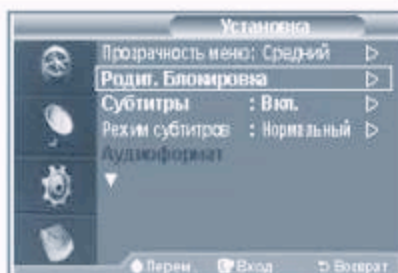 Установка
Прозрачность меню: Средний
Родит. Блокировка
Субтитры : Вкл.
Режим субтитров : Нормальный
Аудиоформат
Перем. Вход Возврат